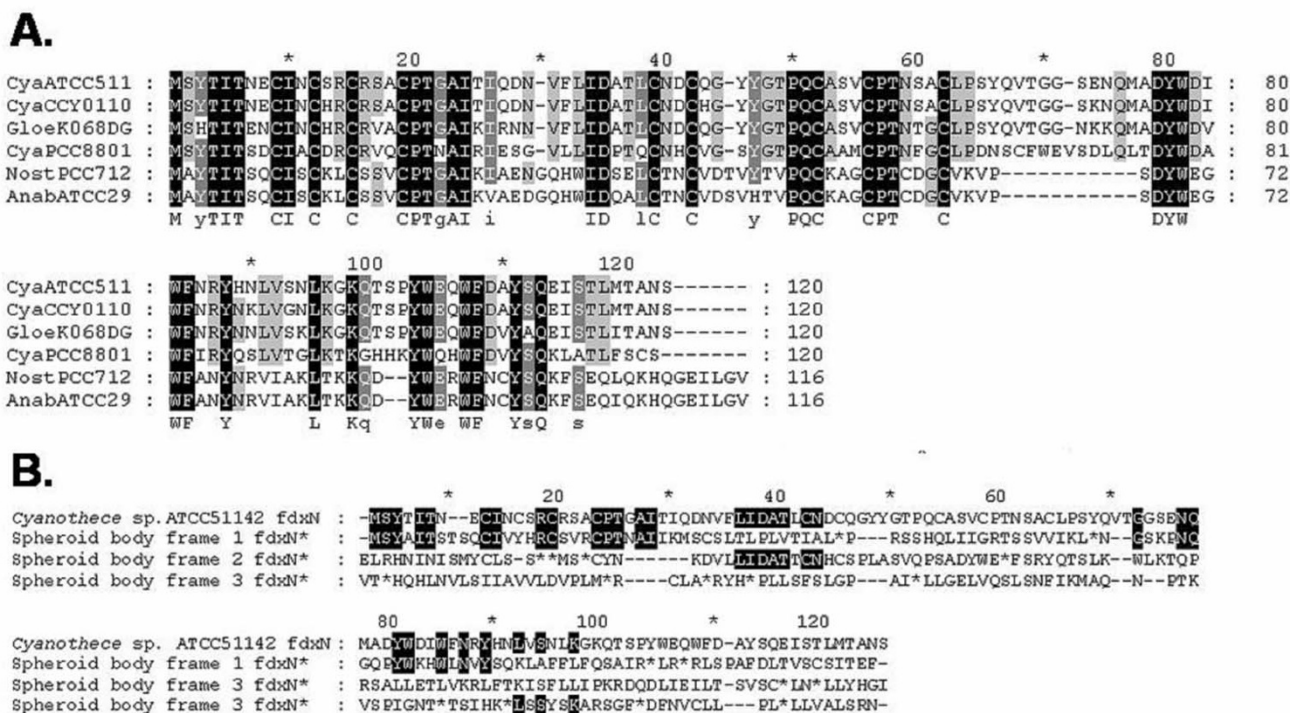 A.
* 20 * 40 * 60 * 80
CyaATCC511 : MSYTITNECINCSRCRSACPTGAITIQDN-VFLIDATLCNDCQG-YYGTPQCASVCPTNSACLPSYQVTGG-SENQMADYWDI : 80
CyaCCY0110 : MSYTITNECINCHRCRSACPTGAITIQDN-VFLIDATLCNDCHG-YYGTPQCASVCPTNSACLPSYQVTGG-SENQMADYWDI : 80
GloeK068DG : MSHTITENCINCHRCRVACPTGAIKIRNN-VFLIDATLCNDCQG-YYGTPQCASVCPTNTGCLPSYQVTGG-NKKQMADYWDV : 80
CyaPCC8801 : MSYTITSDCIACDRCRVQCPTNAIRIESG-VLLIDPTQCNHCVG-SYGTPQCAAMCPTNFGCLPDNSCFWEVSDLQLTDYWDA : 81
NostPCC712 : MAYTITSQCISCKLCSSVCPTGAIKIAENGQHWIDSELCTNCVDTVYTVPQCKAGCPTCDGCVKVP-----------SDYWEG : 72
AnabATCC29 : MAYTITSQCISCKLCSSVCPTGAIKVAEDGQHWIDQALCTNCVDSVHTVPQCKAGCPTCDGCVKVP-----------SDYWEG : 72
M yTIT CI C C CPTgAI i ID lC C y PQC CPT C DYW
* 100 * 120
CyaATCC511 : WFNRYHNLVSNLKGKQTSPYWEQWFDAYSQEISTLMTANS------ : 120
CyaCCY0110 : WFNRYNKLVGNLKGKQTSPYWEQWFDAYSQEISTLMTANS------ : 120
GloeK068DG : WFNRYNNLVSKLKGKQTSPYWEQWFDVYAQEISTLITANS------ : 120
CyaPCC8801 : WFIRYQSLVTGLKTKGHHKYWQHWFDVYSQKLATLFSCS------- : 120
NostPCC712 : WFANYNRVIAKLTKKQD--YWERWFNCYSQKFSEQLQKHQGEILGV : 116
AnabATCC29 : WFANYNRVIAKLTKKQD--YWERWFNCYSQKFSEQIQKHQGEILGV : 116
WF Y L Kq YWe WF YsQ s
B.
* 20 * 40 * 60 *
Cyanothece sp.ATCC51142 fdxN : -MSYTITN--ECINCSRCRSACPTGAITIQDNVFLIDATLCNDCQGYYGTPQCASVCPTNSACLPSYQVTGGSENQ
Spheroid body frame 1 fdxN* : -MSYAITSTSQCIVYHRCRSVRCPTNAIIKMSCSLTLPLVTIAL*P---RSSHQLIIGRTSSVVIKL*N--GSKPNQ
Spheroid body frame 2 fdxN* : ELRHNINISMYCLS-S**MS*CYN-----KDVLLIDATTCNHCSPLASVQPSADYWE*FSRYQTSLK--WLKTQP
Spheroid body frame 3 fdxN* : VT*HQHLNVLSIIAVVLDVPLM*R----CLA*RYH*PLLSFSLGP---AI*LLGELVQSLSNFIKMAQ--N--PTK
80 * 100 * 120
Cyanothece sp. ATCC51142 fdxN : MADYWDIWFNRYHNLVSNLKGKQTSPYWEQWFD-AYSQEISTLMTANS
Spheroid body frame 1 fdxN* : GQPYWKHWLNVYSQKLAFFLFQSAIR*LR*RLSPAFDLTVSCSITEF-
Spheroid body frame 3 fdxN* : RSALLETLVKRLFTKISFLLIPKRDQDLIEILT-SVSC*LN*LLYHGI
Spheroid body frame 3 fdxN* : VSPIGNT*TSIHK*LSSYSKARSGF*DFNVCLL---PL*LLVALSRN-